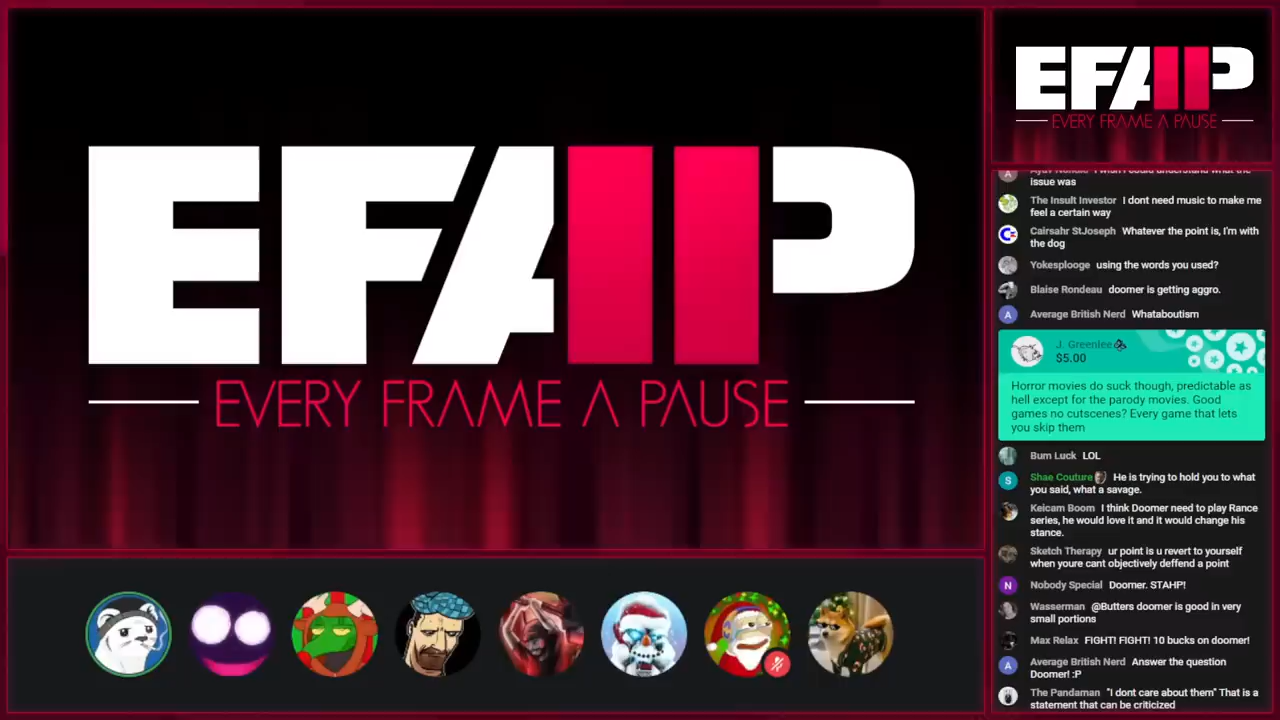 EFAP
EVERY FRAME A PAUSE
EFAP
EVERY FRAME A PAUSE
issue was
The Insult Investor I dont need music to make me
feel a certain way
Cairsahr StJoseph Whatever the point is, I'm with
the dog
Yokesplooge using the words you used?
Blaise Rondeau doomer is getting aggro.
A Average British Nerd Whataboutism
J. Greenlee
$5.00
Horror movies do suck though, predictable as
hell except for the parody movies. Good
games no cutscenes? Every game that lets
you skip them
Bum Luck LOL
S Shae Couture He is trying to hold you to what
you said, what a savage.
Keicam Boom I think Doomer need to play Rance
series, he would love it and it would change his
stance.
Sketch Therapy ur point is u revert to yourself
when youre cant objectively deffend a point
N Nobody Special Doomer. STAHP!
Wasserman @Butters doomer is good in very
small portions
Max Relax FIGHT! FIGHT! 10 bucks on doomer!
A Average British Nerd Answer the question
Doomer! :P
The Pandaman "I dont care about them" That is a
statement that can be criticized